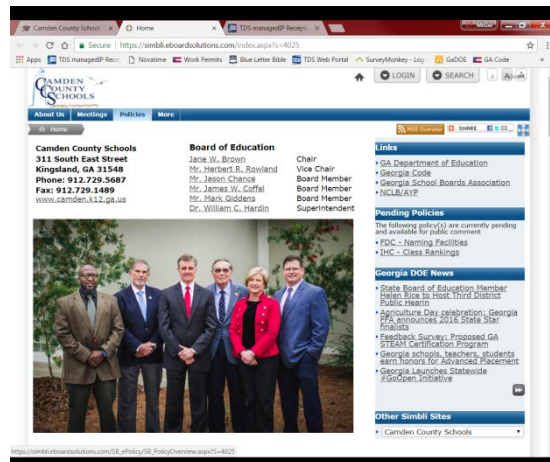 Camden County School
Home
TDS managedIP Recepti
Secure
https://simbli.eboardsolutions.com/index.aspx?s=4025
Apps
TDS managedIP Rece
Novatime
Work Permits
Blue Letter Bible
TDS Web Portal
SurveyMonkey - Log
GaDOE
GA Code
CAMDEN
COUNTY
SCHOOLS
LOGIN
SEARCH
About Us
Meetings
Policies
More
Home
RSS Overview
SHARE
Camden County Schools
311 South East Street
Kingsland, GA 31548
Phone: 912.729.5687
Fax: 912.729.1489
www.camden.k12.ga.us
Board of Education
Jane W. Brown Chair
Mr. Herbert R. Rowland Vice Chair
Mr. Jason Chance Board Member
Mr. James W. Coffel Board Member
Mr. Mark Giddens Board Member
Dr. William C. Hardin Superintendent
Links
GA Department of Education
Georgia Code
Georgia School Boards Association
NCLB/AYP
Pending Policies
The following policy(s) are currently pending
and available for public comment
FDC - Naming Facilities
IHC - Class Rankings
Georgia DOE News
State Board of Education Member
Helen Rice to Host Third District
Public Hearin
Agriculture Day celebration: Georgia
FFA announces 2016 State Star
finalists
Feedback Survey: Proposed GA
STEAM Certification Program
Georgia schools, teachers, students
earn honors for Advanced Placement
Georgia Launches Statewide
#GoOpen Initiative
Other Simbli Sites
Camden County Schools
https://simbli.eboardsolutions.com/SB_ePolicy/SB_PolicyOverview.aspx?S=4025